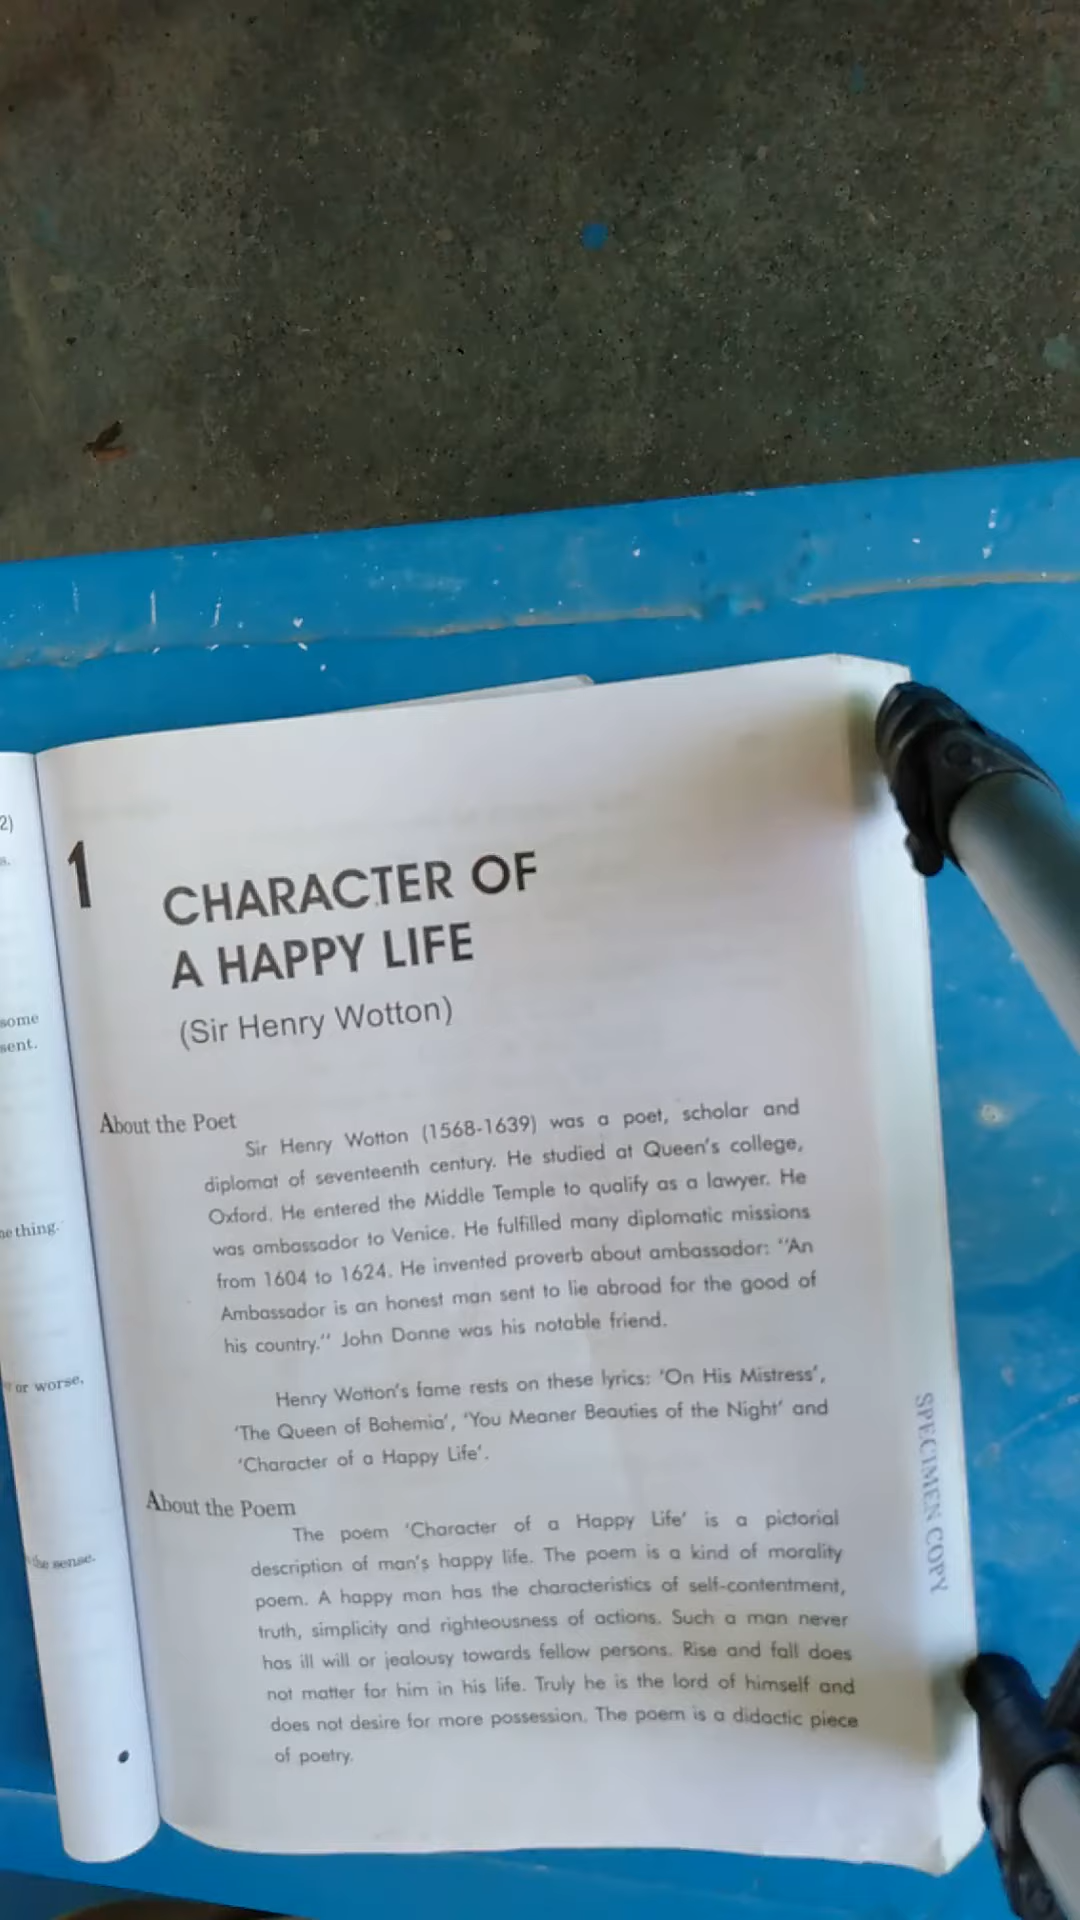 2)
s.
some
sent.
or worse,
the sense.
1
CHARACTER OF
A HAPPY LIFE
(Sir Henry Wotton)
About the Poet
Sir Henry Wotton (1568-1639) was a poet, scholar and
diplomat of seventeenth century. He studied at Queen's college,
Oxford. He entered the Middle Temple to qualify as a lawyer. He
was ambassador to Venice. He fulfilled many diplomatic missions
from 1604 to 1624. He invented proverb about ambassador: "An
Ambassador is an honest man sent to lie abroad for the good of
his country." John Donne was his notable friend.
Henry Wotton's fame rests on these lyrics: 'On His Mistress',
'The Queen of Bohemia', 'You Meaner Beauties of the Night' and
'Character of a Happy Life'.
About the Poem
The poem 'Character of a Happy Life' is a pictorial
description of man's happy life. The poem is a kind of morality
poem. A happy man has the characteristics of self-contentment,
truth, simplicity and righteousness of actions. Such a man never
has ill will or jealousy towards fellow persons. Rise and fall does
not matter for him in his life. Truly he is the lord of himself and
does not desire for more possession. The poem is a didactic piece
of poetry.
SPECIMEN COPY